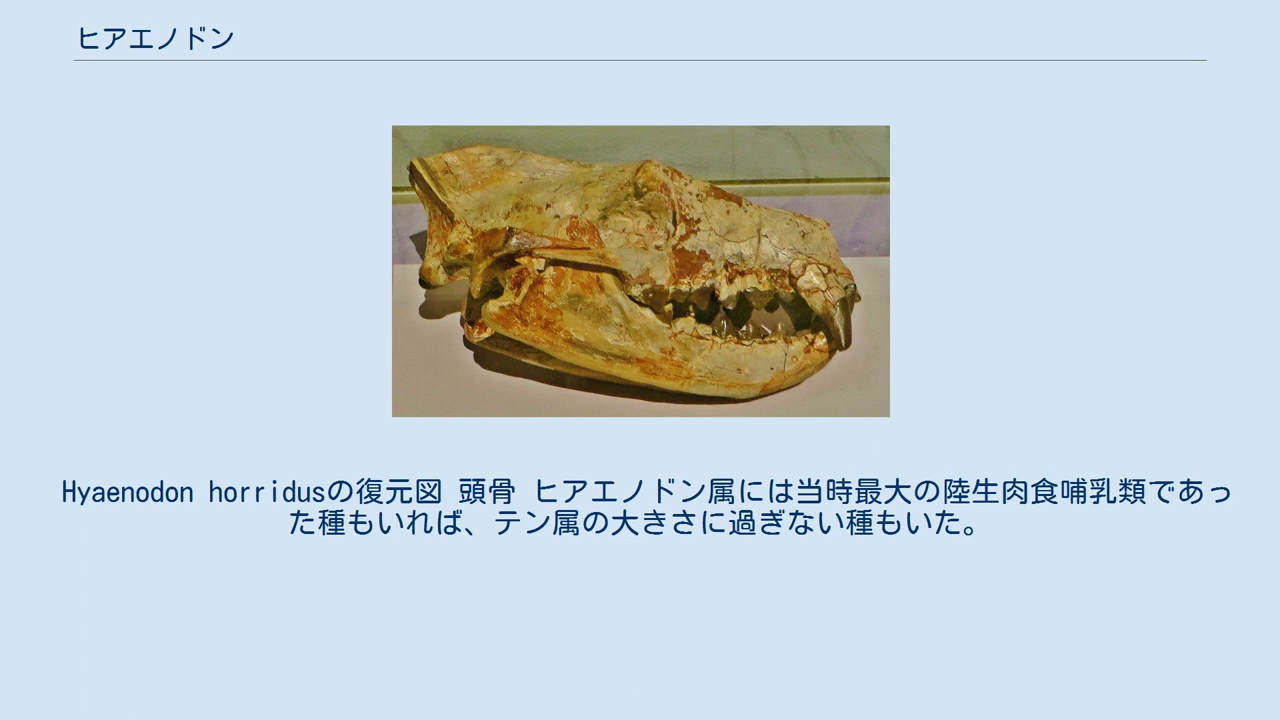 ヒアエノドン
Hyaenodon horridusの復元図 頭骨 ヒアエノドン属には当時最大の陸生肉食哺乳類であっ
た種もいれば、テン属の大きさに過ぎない種もいた。